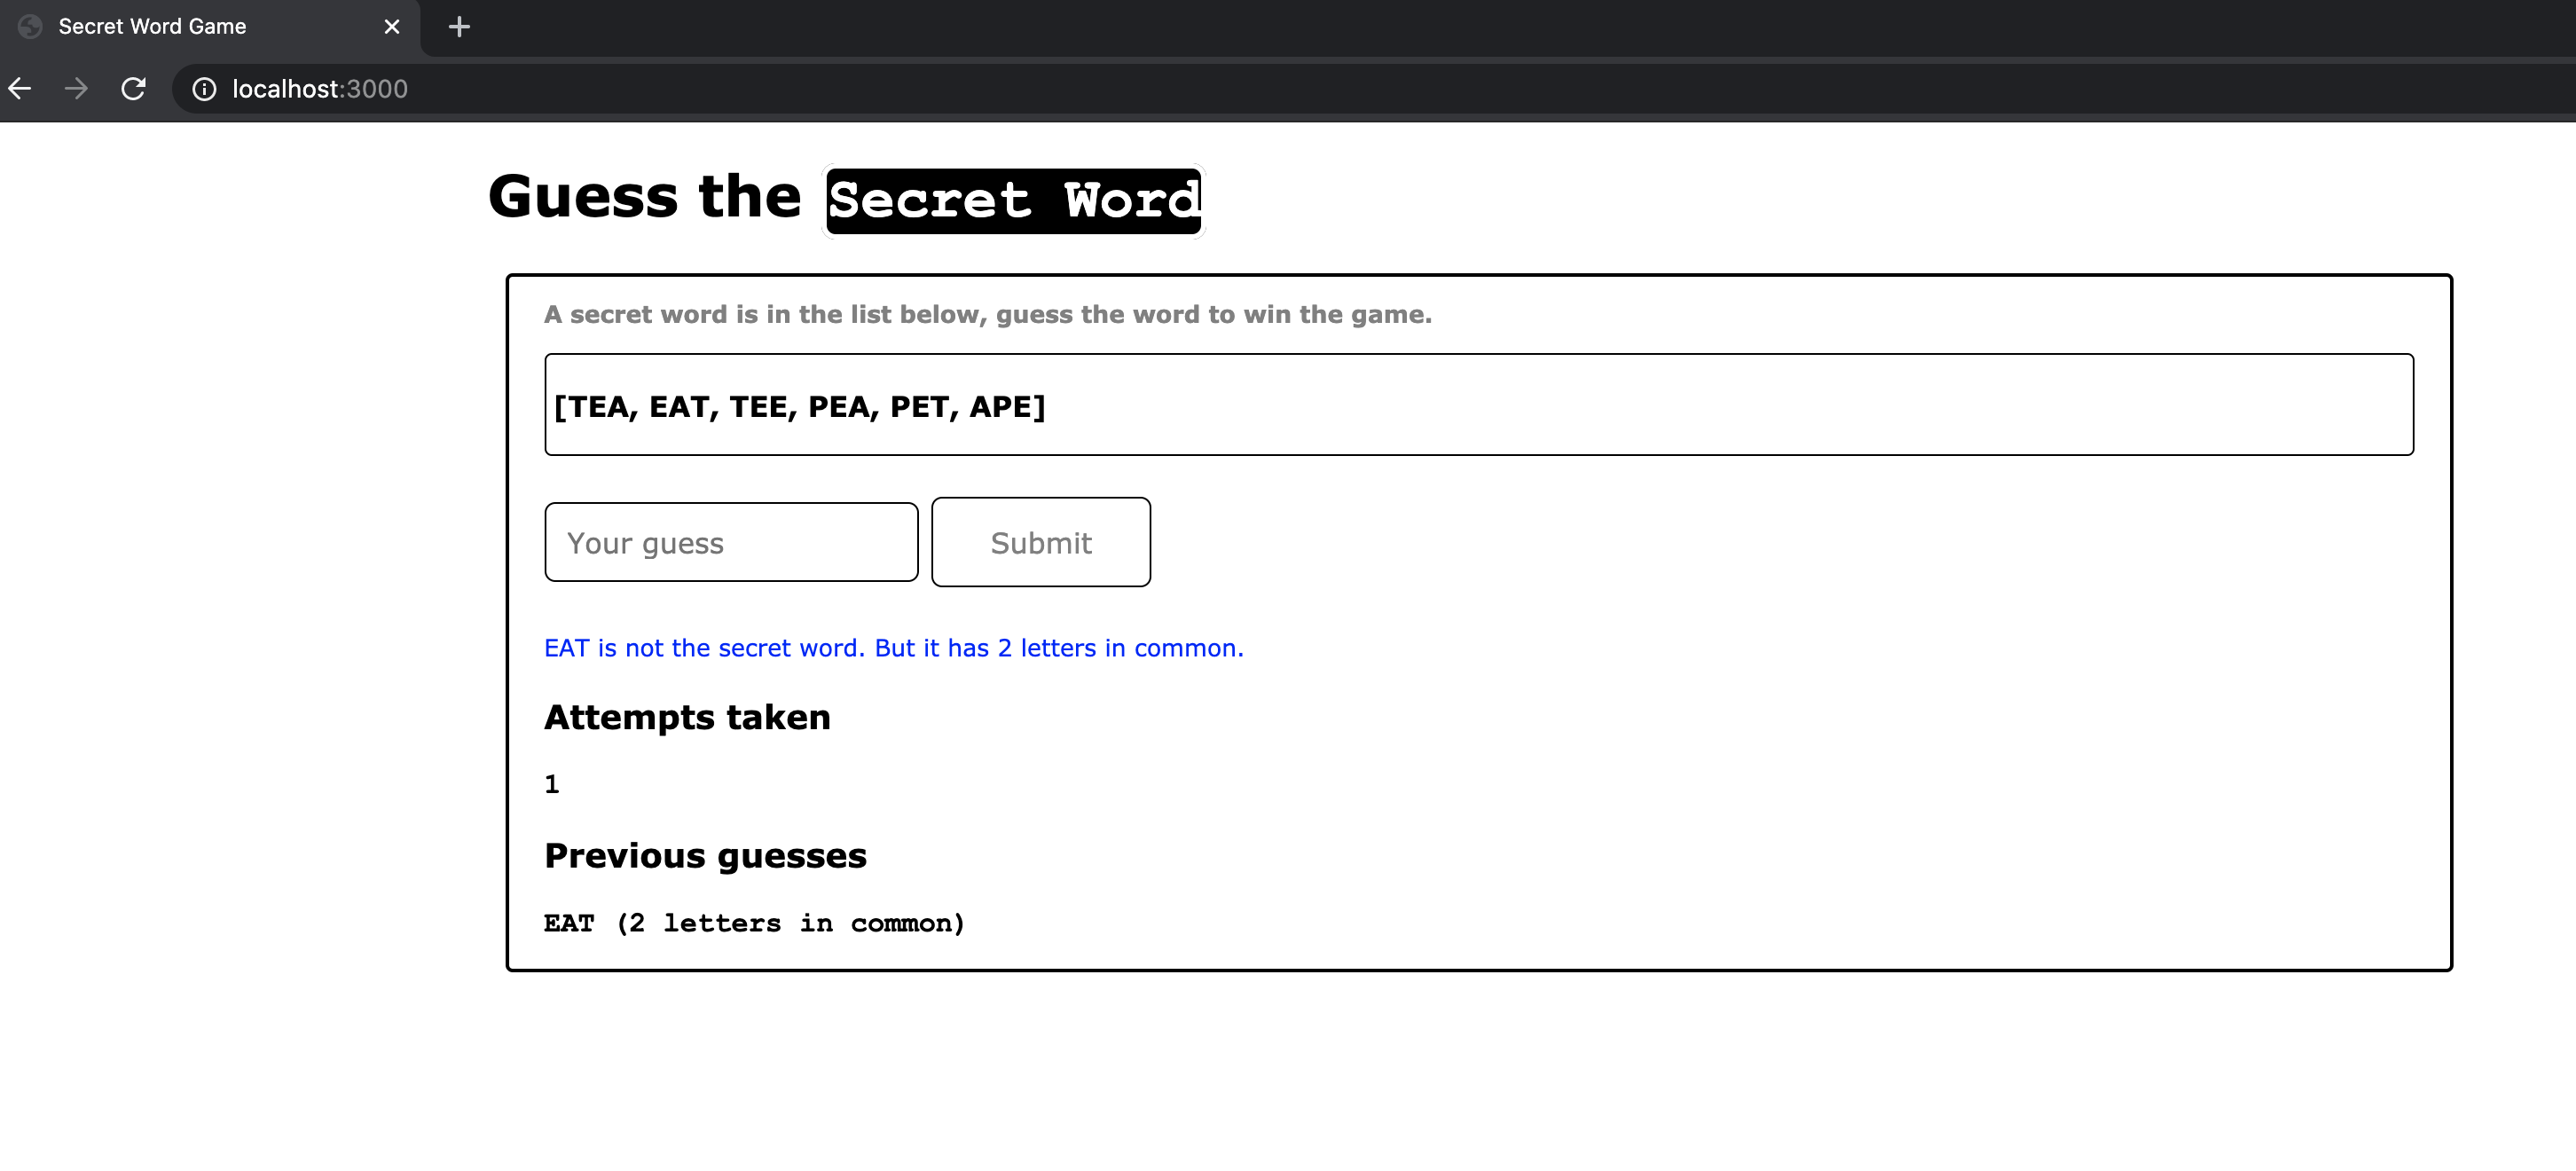 Secret Word Game
localhost:3000
Guess the Secret Word
A secret word is in the list below, guess the word to win the game.
[TEA, EAT, TEE, PEA, PET, APE]
Your guess
Submit
EAT is not the secret word. But it has 2 letters in common.
Attempts taken
1
Previous guesses
EAT (2 letters in common)